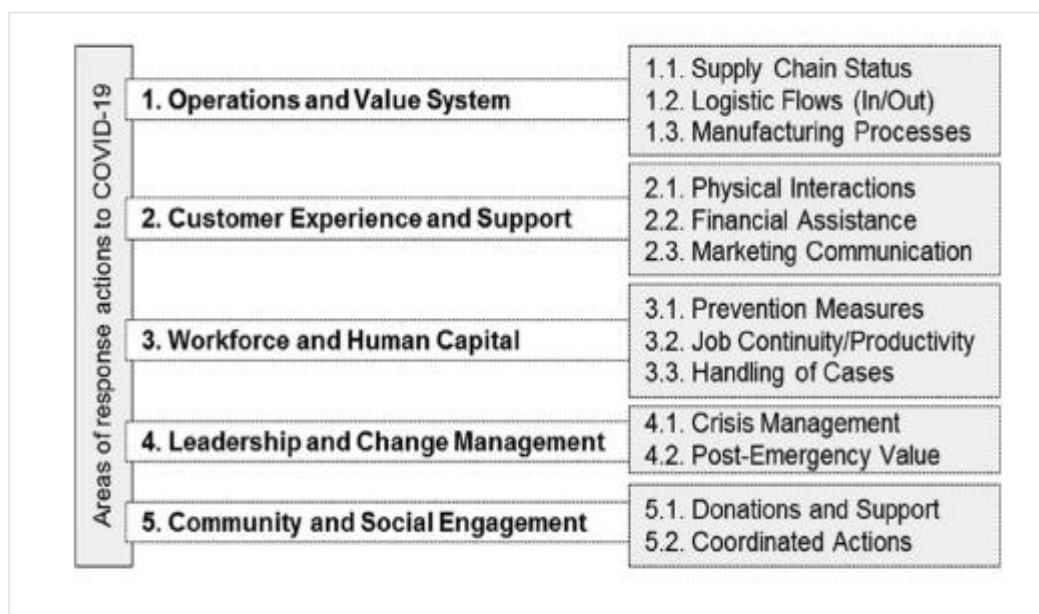 Areas of response actions to COVID-19
1. Operations and Value System
1.1. Supply Chain Status
1.2. Logistic Flows (In/Out)
1.3. Manufacturing Processes
2. Customer Experience and Support
2.1. Physical Interactions
2.2. Financial Assistance
2.3. Marketing Communication
3. Workforce and Human Capital
3.1. Prevention Measures
3.2. Job Continuity/Productivity
3.3. Handling of Cases
4. Leadership and Change Management
4.1. Crisis Management
4.2. Post-Emergency Value
5. Community and Social Engagement
5.1. Donations and Support
5.2. Coordinated Actions